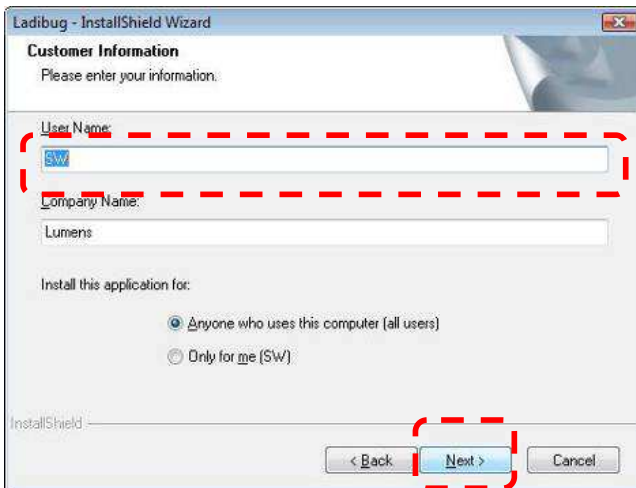 Ladibug - InstallShield Wizard
Customer Information
Please enter your information.
User Name:
SW
Company Name:
Lumens
Install this application for:
Anyone who uses this computer (all users)
Only for me (SW)
InstallShield
< Back Next > Cancel